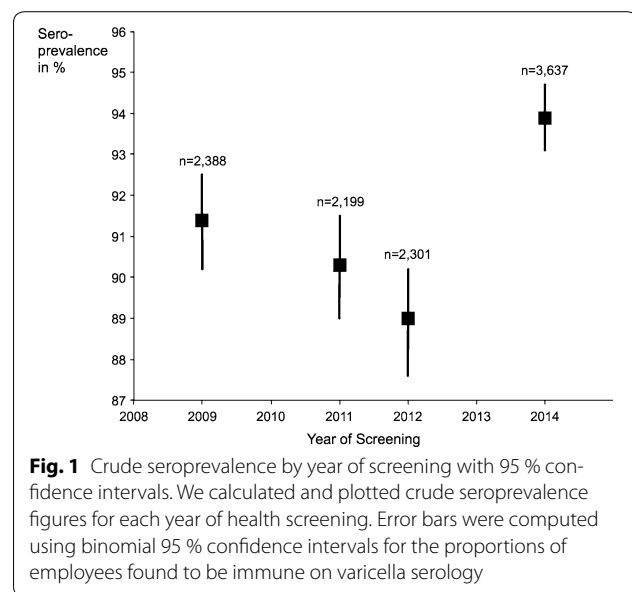 Sero-
prevalence
in %
96
95
n=3,637
94
93
n=2,388
92
n=2,199
91
n=2,301
90
89
88
87
2008 2009 2010 2011 2012 2013 2014
Year of Screening
Fig. 1 Crude seroprevalence by year of screening with 95 % con-
fidence intervals. We calculated and plotted crude seroprevalence
figures for each year of health screening. Error bars were computed
using binomial 95 % confidence intervals for the proportions of
employees found to be immune on varicella serology